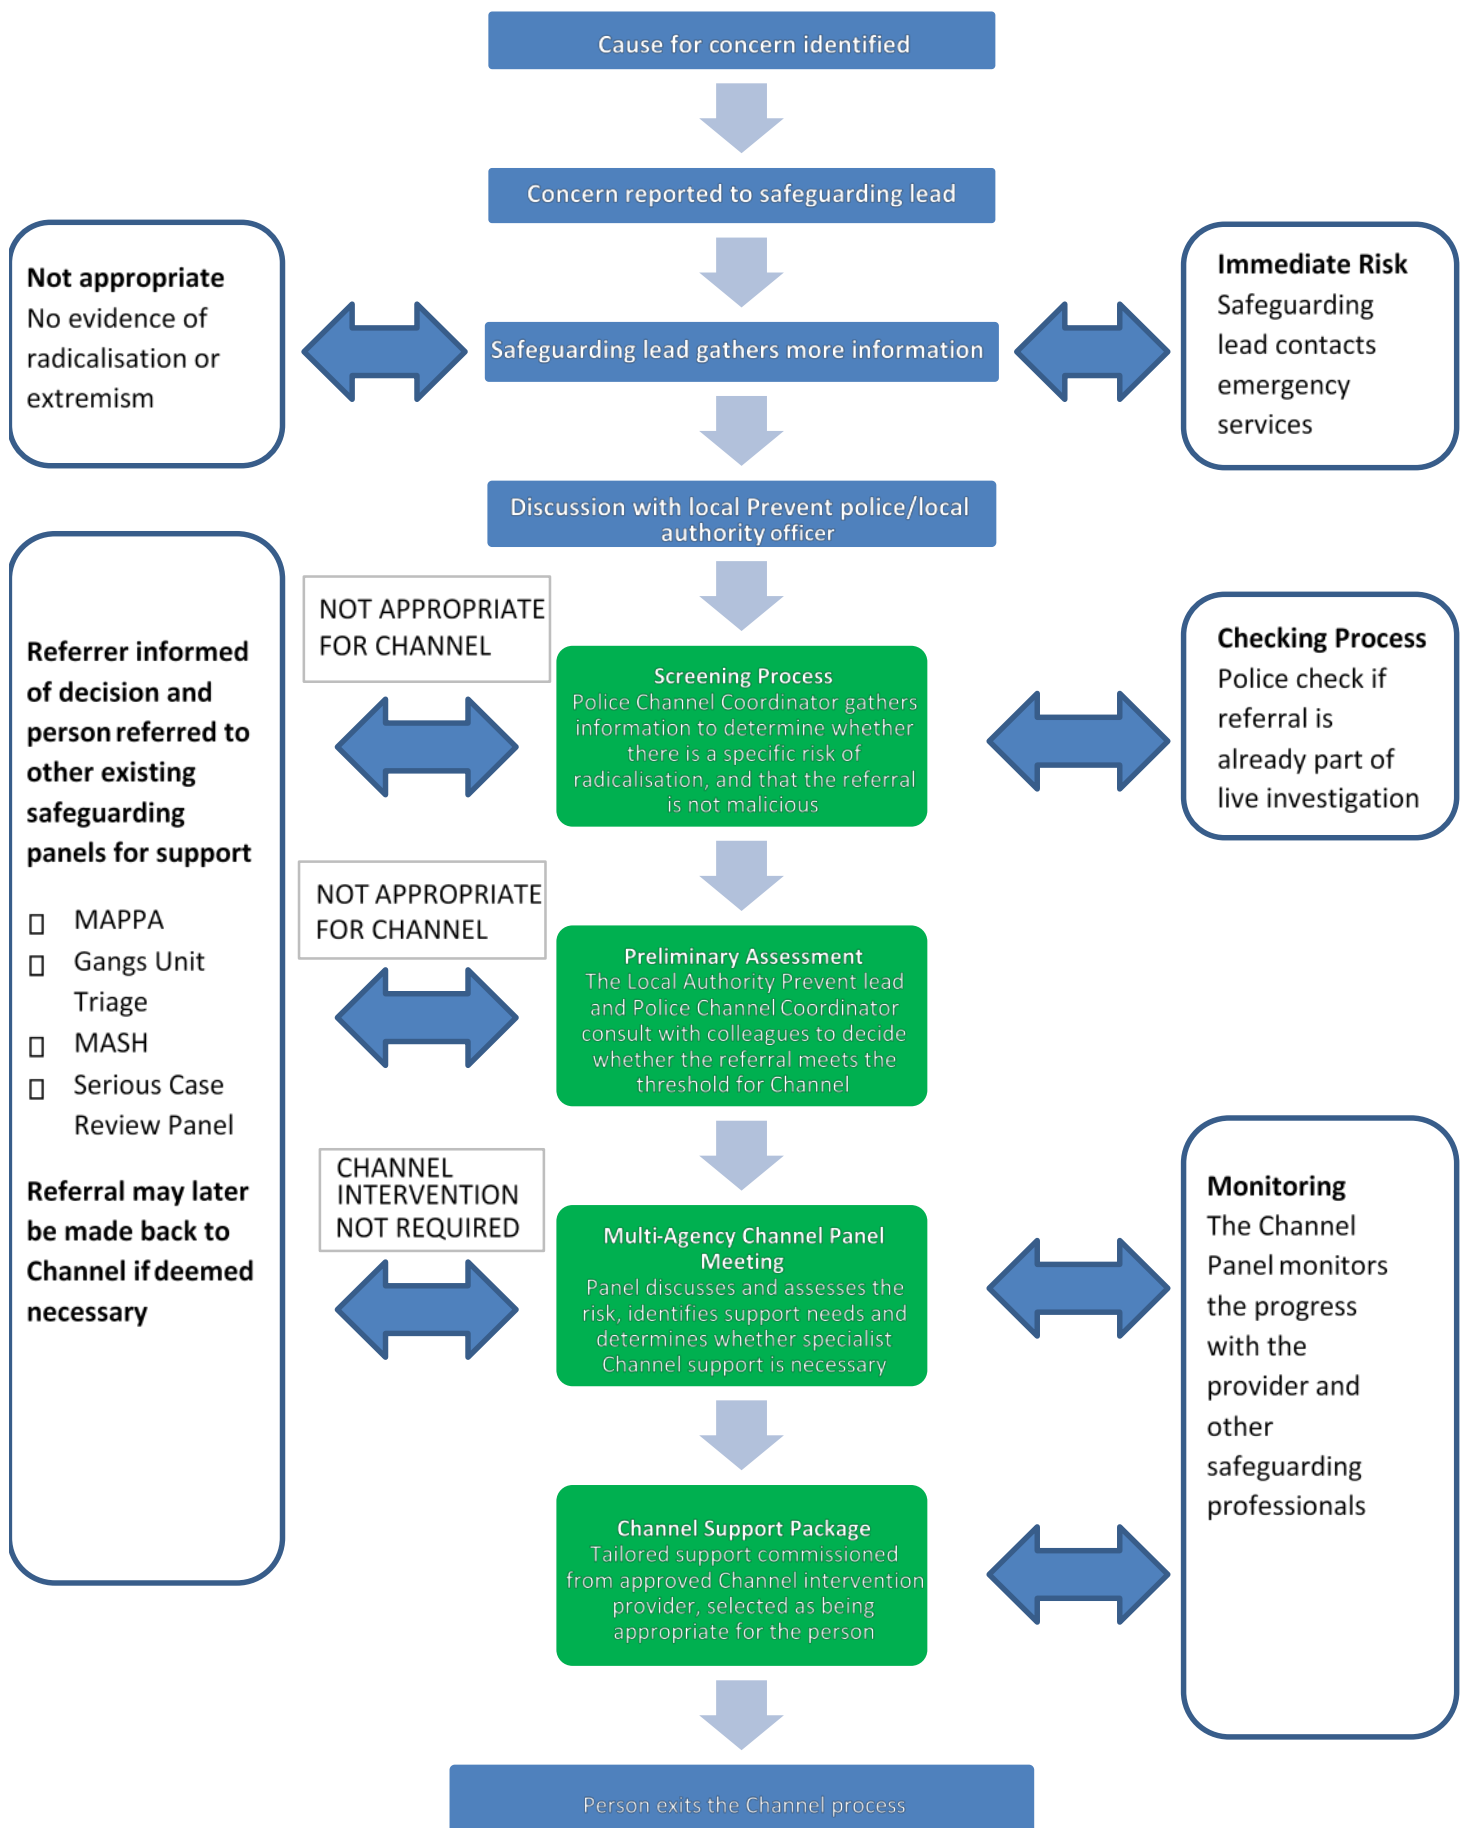 Cause for concern identified
Concern reported to safeguarding lead
Not appropriate
No evidence of
radicalisation or
extremism
Safeguarding lead gathers more information
Immediate Risk
Safeguarding
lead contacts
emergency
services
Discussion with local Prevent police/local
authority officer
Referrer informed
of decision and
person referred to
other existing
safeguarding
panels for support
MAPPA
Gangs Unit
Triage
MASH
Serious Case
Review Panel
Referral may later
be made back to
Channel if deemed
necessary
NOT APPROPRIATE
FOR CHANNEL
Screening Process
Police Channel Coordinator gathers
information to determine whether
there is a specific risk of
radicalisation, and that the referral
is not malicious
Checking Process
Police check if
referral is
already part of
live investigation
NOT APPROPRIATE
FOR CHANNEL
Preliminary Assessment
The Local Authority Prevent lead
and Police Channel Coordinator
consult with colleagues to decide
whether the referral meets the
threshold for Channel
CHANNEL
INTERVENTION
NOT REQUIRED
Multi-Agency Channel Panel
Meeting
Panel discusses and assesses the
risk, identifies support needs and
determines whether specialist
Channel support is necessary
Monitoring
The Channel
Panel monitors
the progress
with the
provider and
other
safeguarding
professionals
Channel Support Package
Tailored support commissioned
from approved Channel intervention
provider, selected as being
appropriate for the person
Person exits the Channel process